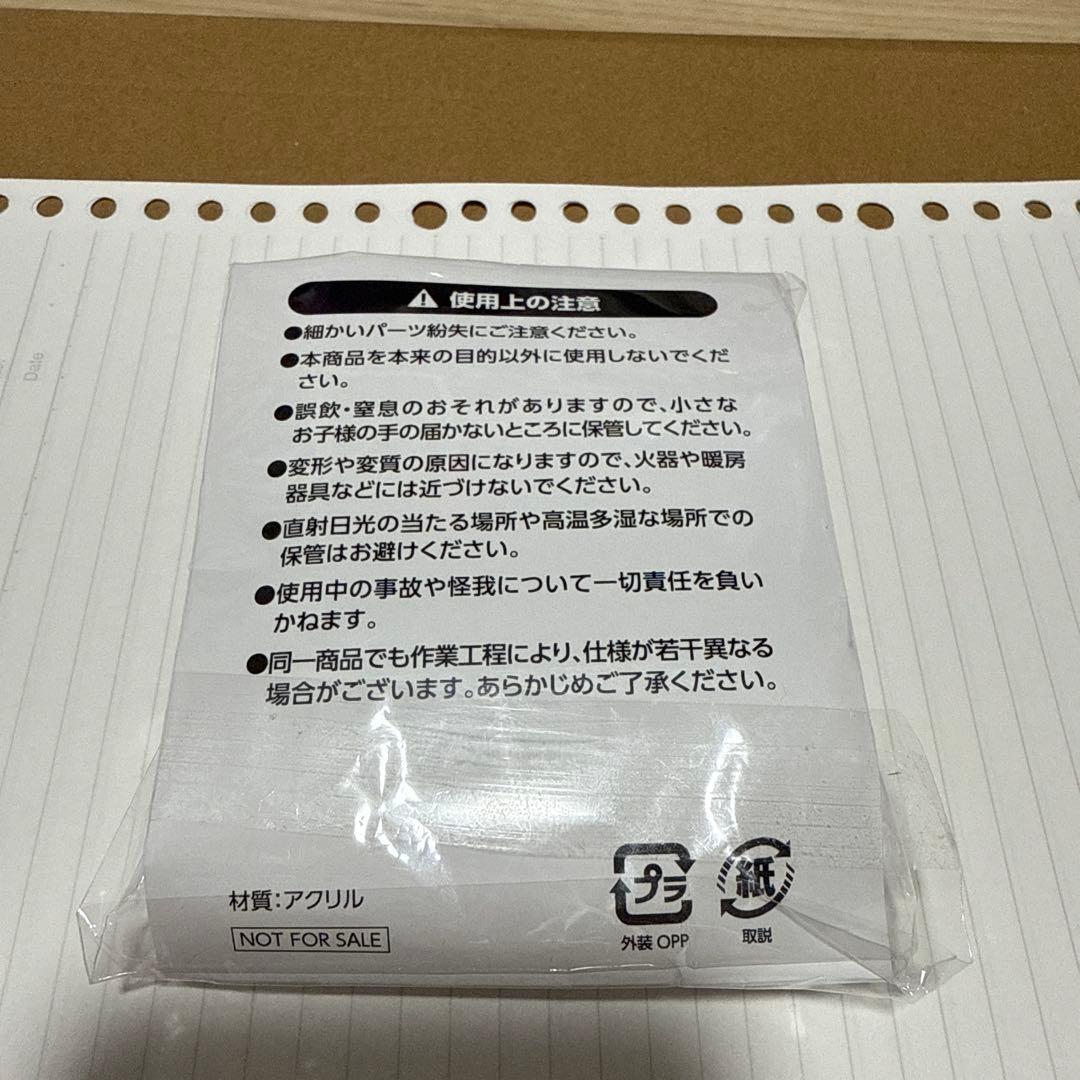 Date
⚠ 使用上の注意
●細かいパーツ紛失にご注意ください。
●本商品を本来の目的以外に使用しないでくだ
さい。
●誤飲・窒息のおそれがありますので、小さな
お子様の手の届かないところに保管してください。
●変形や変質の原因になりますので、火器や暖房
器具などには近づけないでください。
●直射日光の当たる場所や高温多湿な場所での
保管はお避けください。
●使用中の事故や怪我について一切責任を負い
かねます。
●同一商品でも作業工程により、仕様が若干異なる
場合がございます。あらかじめご了承ください。
プラ
紙
外装 OPP
取説
材質：アクリル
NOT FOR SALE